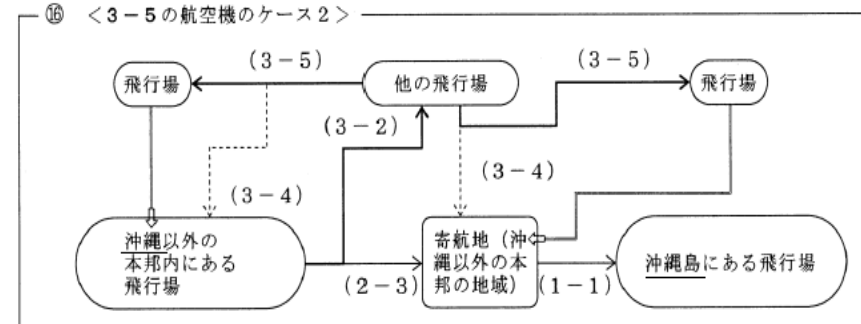 ⑯ ＜３－５の航空機のケース２＞
(３－５)
(３－５)
飛行場
他の飛行場
飛行場
(３－２)
(３－４)
(３－４)
沖縄以外の
本邦内にある
飛行場
寄航地（沖
縄以外の本
邦の地域）
沖縄島にある飛行場
(２－３)
(１－１)